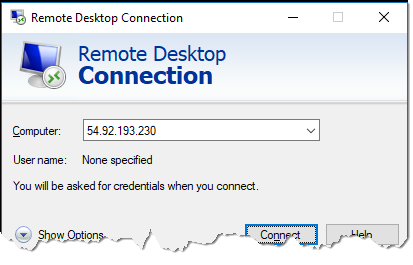 Remote Desktop Connection
Remote Desktop
Connection
Computer: 54.92.193.230
User name: None specified
You will be asked for credentials when you connect.
Show Options Connect Help